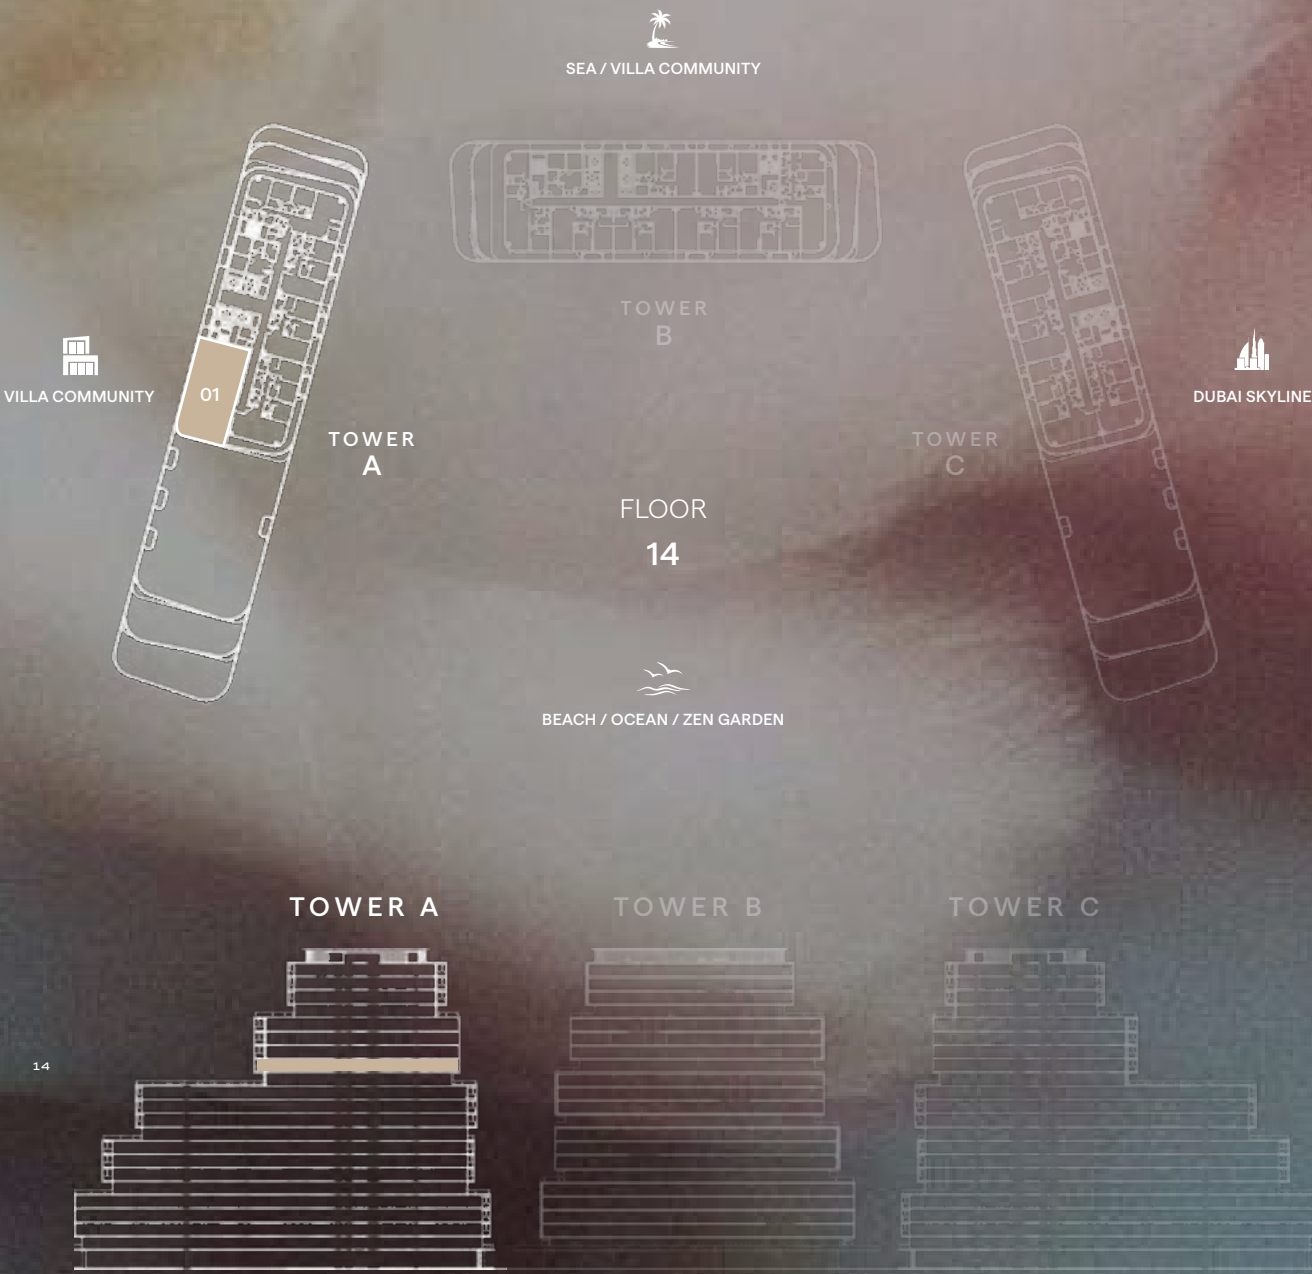 SEA / VILLA COMMUNITY
TOWER
B
VILLA COMMUNITY
01
DUBAI SKYLINE
TOWER
A
TOWER
C
FLOOR
14
BEACH / OCEAN / ZEN GARDEN
TOWER A
TOWER B
TOWER C
14